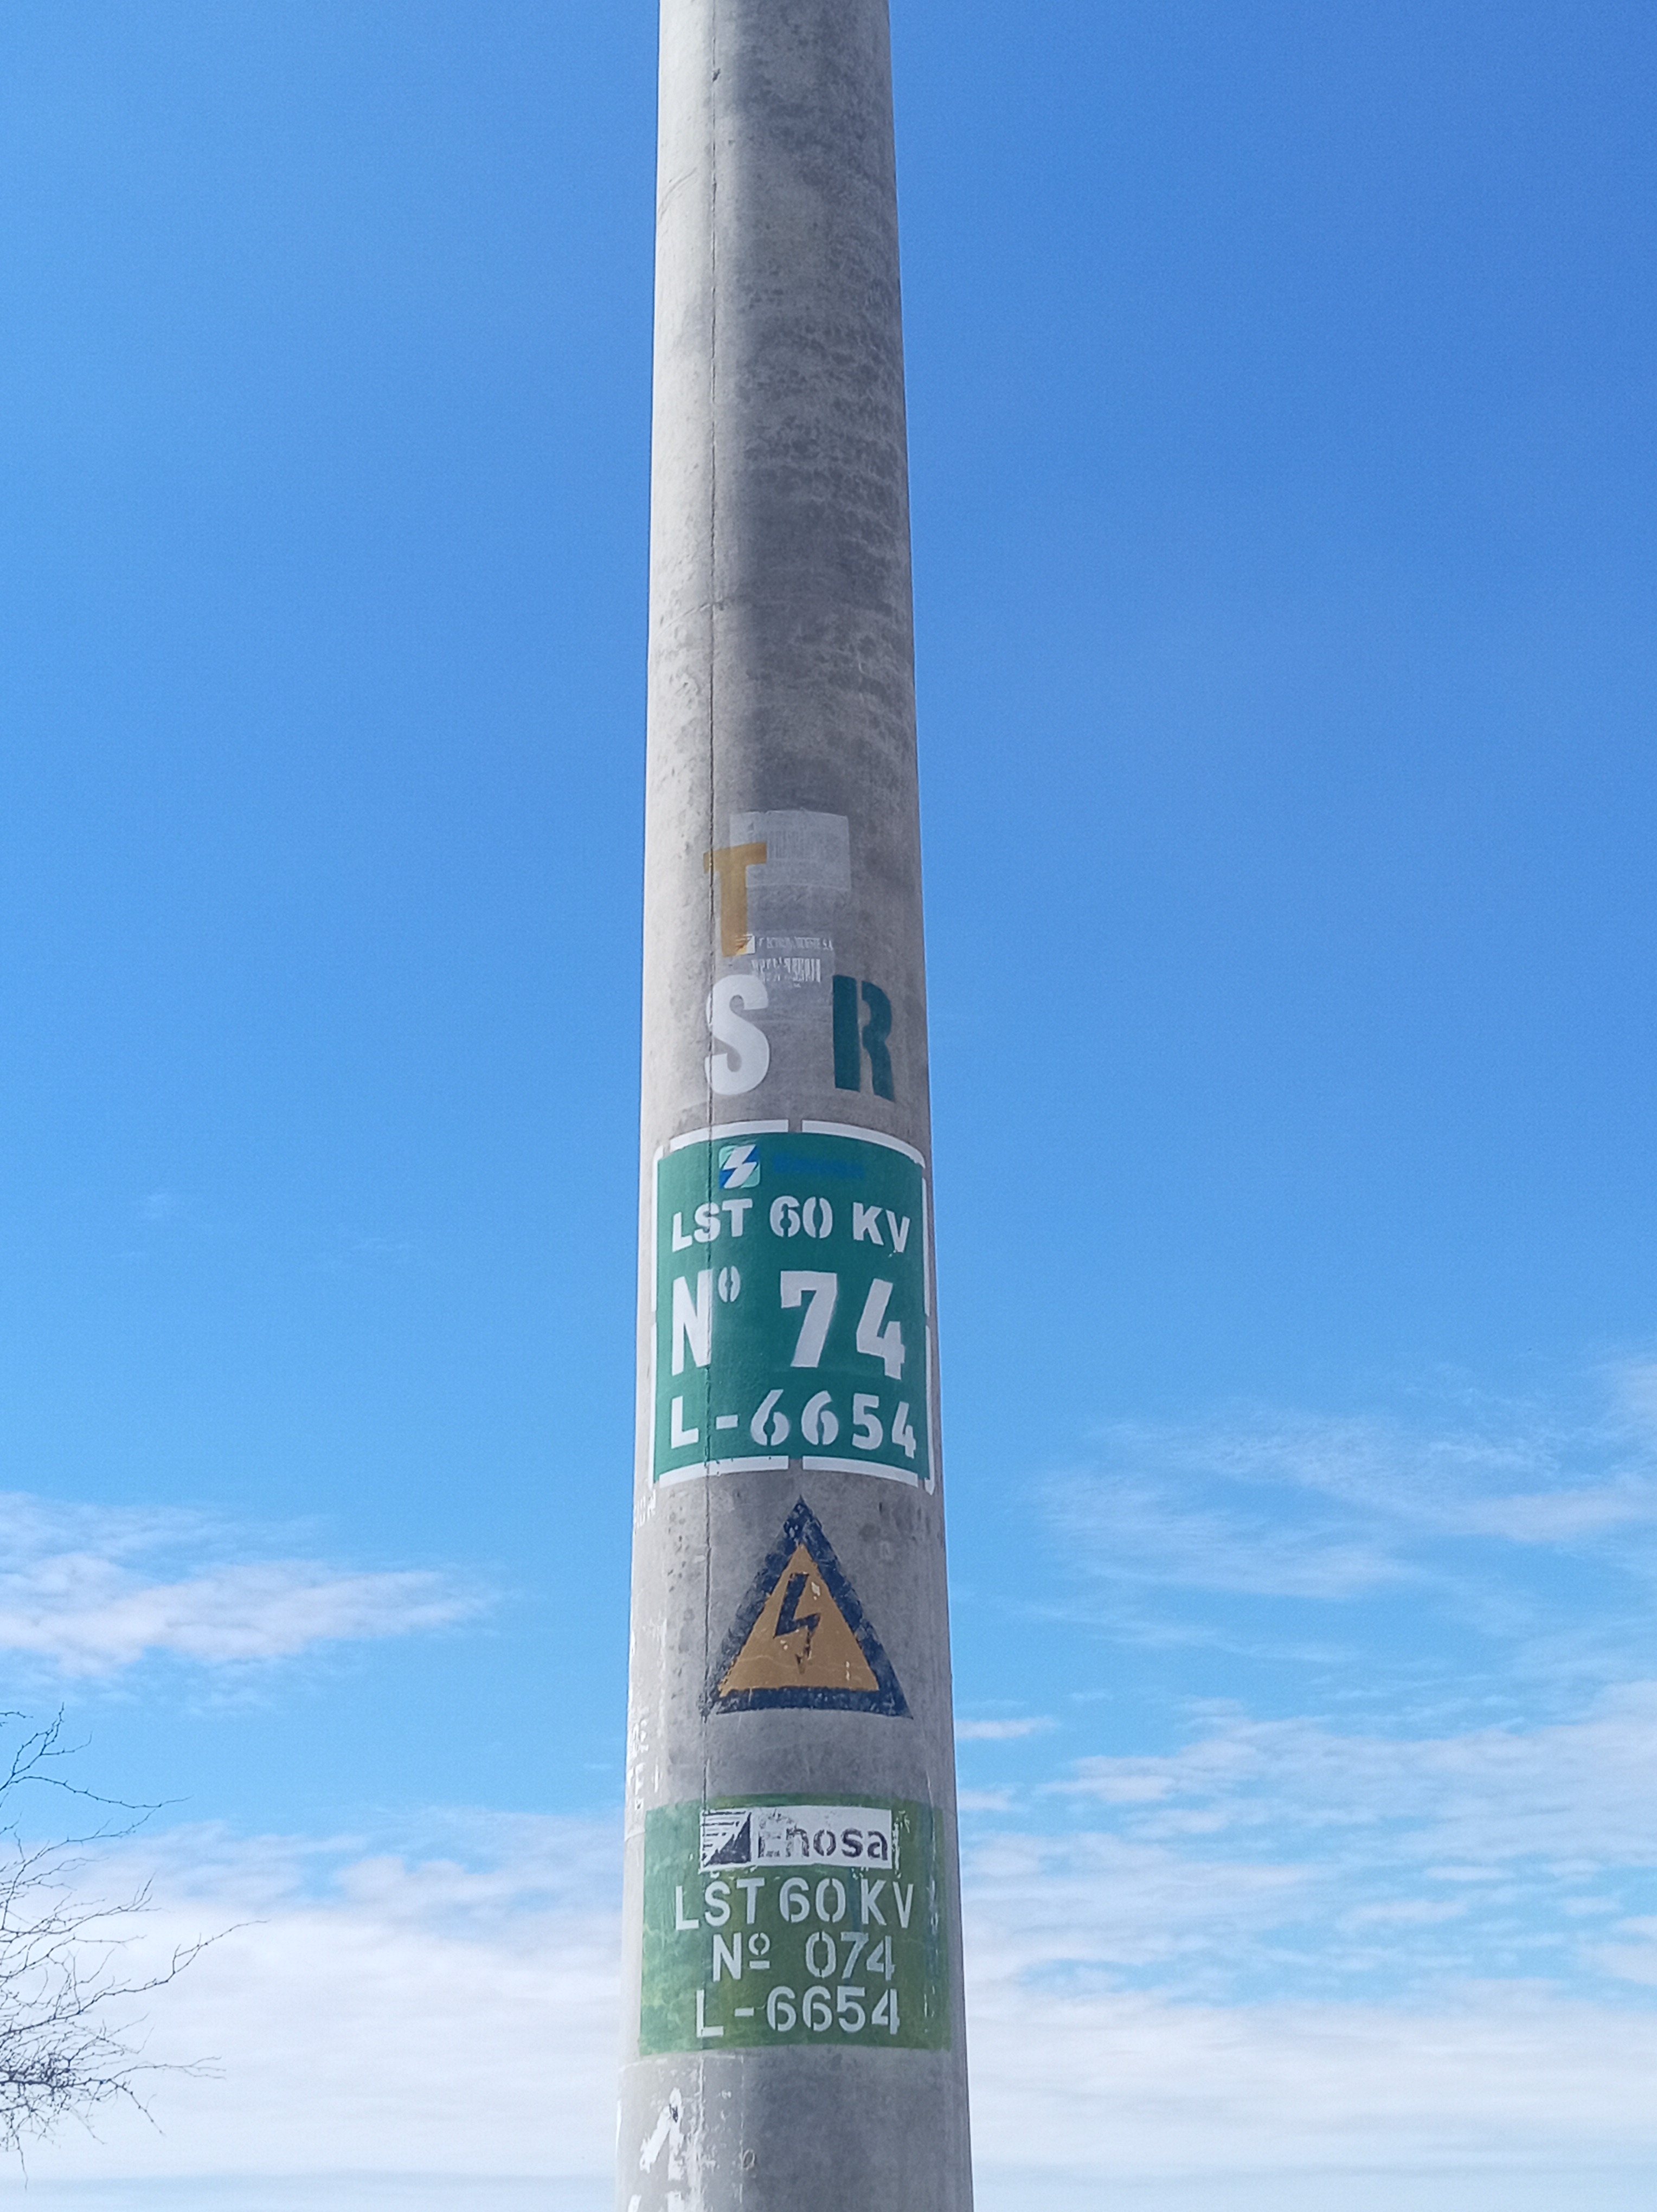 T
S R
LST 60 KV
Nº 74
L-6654
Enosa
LST 60 KV
Nº 074
L-6654